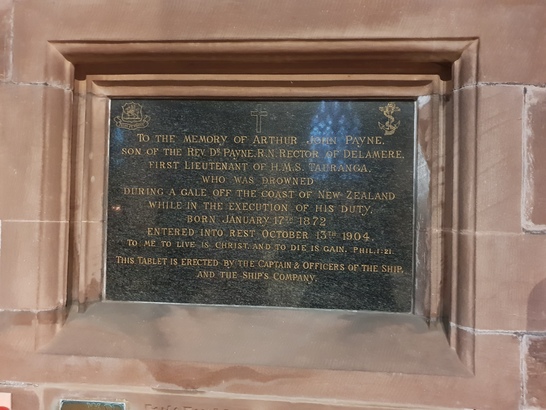 TO THE MEMORY OF ARTHUR JOHN PAYNE,
SON OF THE REV. DR PAYNE, R.N. RECTOR OF DELAMERE,
FIRST LIEUTENANT OF H.M.S. TAURANGA,
WHO WAS DROWNED
DURING A GALE OFF THE COAST OF NEW ZEALAND
WHILE IN THE EXECUTION OF HIS DUTY.
BORN JANUARY 17TH 1872
ENTERED INTO REST OCTOBER 13TH 1904
TO ME TO LIVE IS CHRIST, AND TO DIE IS GAIN. PHIL.1.21.
THIS TABLET IS ERECTED BY THE CAPTAIN & OFFICERS OF THE SHIP,
AND THE SHIP'S COMPANY.